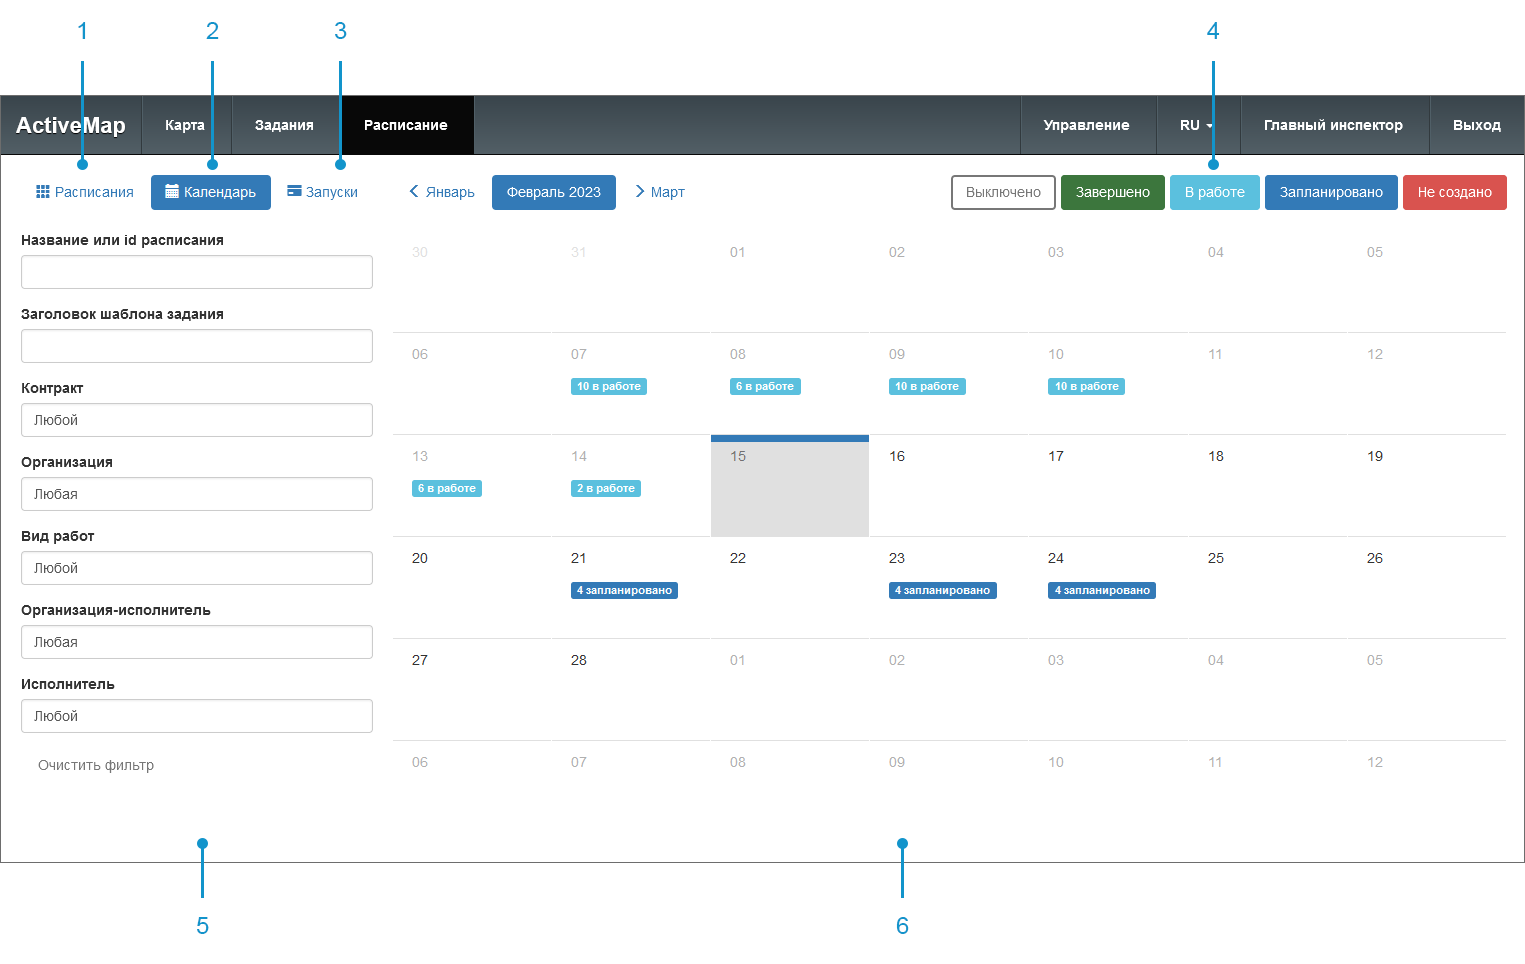 1 2 3 4
ActiveMap Карта Задания Расписание Управление RU Главный инспектор Выход
Расписания Календарь Запуски Январь Февраль 2023 Март Выключено Завершено В работе Запланировано Не создано
Название или id расписания
Заголовок шаблона задания
Контракт
Любой
Организация
Любая
Вид работ
Любой
Организация-исполнитель
Любая
Исполнитель
Любой
Очистить фильтр
30 31 01 02 03 04 05
06 07 08 09 10 11 12
10 в работе 6 в работе 10 в работе 10 в работе
13 14 15 16 17 18 19
6 в работе 2 в работе
20 21 22 23 24 25 26
4 запланировано 4 запланировано 4 запланировано
27 28 01 02 03 04 05
06 07 08 09 10 11 12
5 6